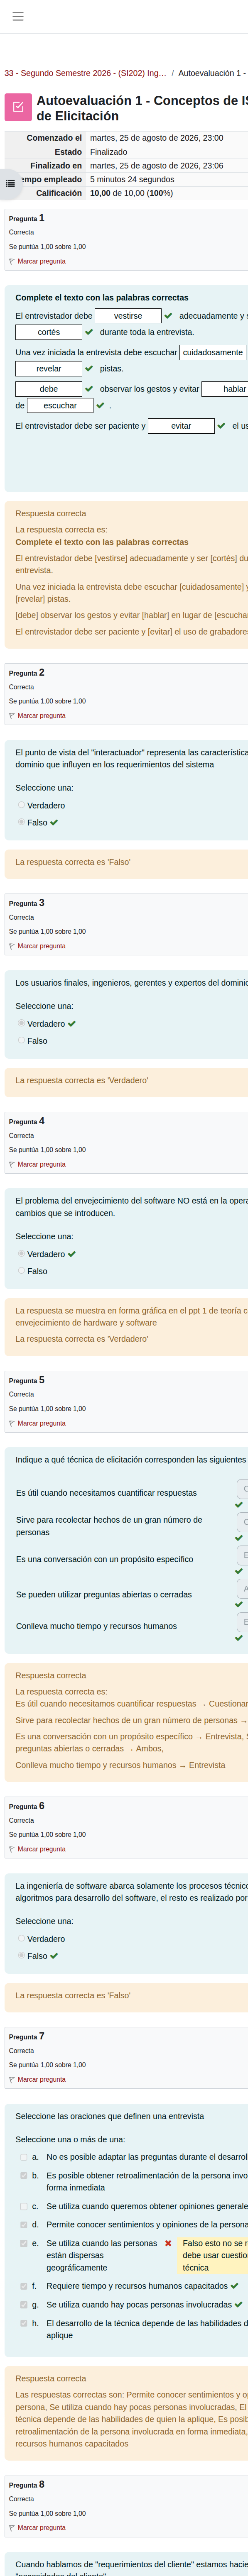 33 - Segundo Semestre 2026 - (SI202) Ing... / Autoevaluación 1 -
Autoevaluación 1 - Conceptos de
de Elicitación
Comenzado el martes, 25 de agosto de 2026, 23:00
Estado Finalizado
Finalizado en martes, 25 de agosto de 2026, 23:06
empo empleado 5 minutos 24 segundos
Calificación 10,00 de 10,00 (100%)
Pregunta 1
Correcta
Se puntúa 1,00 sobre 1,00
Marcar pregunta
Complete el texto con las palabras correctas
El entrevistador debe vestirse adecuadamente y
cortés durante toda la entrevista.
Una vez iniciada la entrevista debe escuchar cuidadosamente
revelar pistas.
debe observar los gestos y evitar hablar
de escuchar .
El entrevistador debe ser paciente y evitar el
Respuesta correcta
La respuesta correcta es:
Complete el texto con las palabras correctas
El entrevistador debe [vestirse] adecuadamente y ser [cortés]
entrevista.
Una vez iniciada la entrevista debe escuchar [cuidadosamente]
[revelar] pistas.
[debe] observar los gestos y evitar [hablar] en lugar de
El entrevistador debe ser paciente y [evitar] el uso de
Pregunta 2
Correcta
Se puntúa 1,00 sobre 1,00
Marcar pregunta
El punto de vista del "interactuador" representa las
dominio que influyen en los requerimientos del sistema
Seleccione una:
Verdadero
Falso
La respuesta correcta es 'Falso'
Pregunta 3
Correcta
Se puntúa 1,00 sobre 1,00
Marcar pregunta
Los usuarios finales, ingenieros, gerentes y expertos del
Seleccione una:
Verdadero
Falso
La respuesta correcta es 'Verdadero'
Pregunta 4
Correcta
Se puntúa 1,00 sobre 1,00
Marcar pregunta
El problema del envejecimiento del software NO está en la
cambios que se introducen.
Seleccione una:
Verdadero
Falso
La respuesta se muestra en forma gráfica en el ppt 1 de teoría
envejecimiento de hardware y software
La respuesta correcta es 'Verdadero'
Pregunta 5
Correcta
Se puntúa 1,00 sobre 1,00
Marcar pregunta
Indique a qué técnica de elicitación corresponden las siguientes
Es útil cuando necesitamos cuantificar respuestas
Sirve para recolectar hechos de un gran número de
personas
Es una conversación con un propósito específico
Se pueden utilizar preguntas abiertas o cerradas
Conlleva mucho tiempo y recursos humanos
Respuesta correcta
La respuesta correcta es:
Es útil cuando necesitamos cuantificar respuestas →
Sirve para recolectar hechos de un gran número de personas →
Es una conversación con un propósito específico → Entrevista,
preguntas abiertas o cerradas → Ambos,
Conlleva mucho tiempo y recursos humanos → Entrevista
Pregunta 6
Correcta
Se puntúa 1,00 sobre 1,00
Marcar pregunta
La ingeniería de software abarca solamente los procesos
algoritmos para desarrollo del software, el resto es realizado
Seleccione una:
Verdadero
Falso
La respuesta correcta es 'Falso'
Pregunta 7
Correcta
Se puntúa 1,00 sobre 1,00
Marcar pregunta
Seleccione las oraciones que definen una entrevista
Seleccione una o más de una:
a. No es posible adaptar las preguntas durante el
b. Es posible obtener retroalimentación de la persona
forma inmediata
c. Se utiliza cuando queremos obtener opiniones
d. Permite conocer sentimientos y opiniones de la
e. Se utiliza cuando las personas Falso esto no se
están dispersas debe usar
geográficamente técnica
f. Requiere tiempo y recursos humanos capacitados
g. Se utiliza cuando hay pocas personas involucradas
h. El desarrollo de la técnica depende de las habilidades
aplique
Respuesta correcta
Las respuestas correctas son: Permite conocer sentimientos y
persona, Se utiliza cuando hay pocas personas involucradas, El
técnica depende de las habilidades de quien la aplique, Es
retroalimentación de la persona involucrada en forma inmediata,
recursos humanos capacitados
Pregunta 8
Correcta
Se puntúa 1,00 sobre 1,00
Marcar pregunta
Cuando hablamos de "requerimientos del cliente" estamos